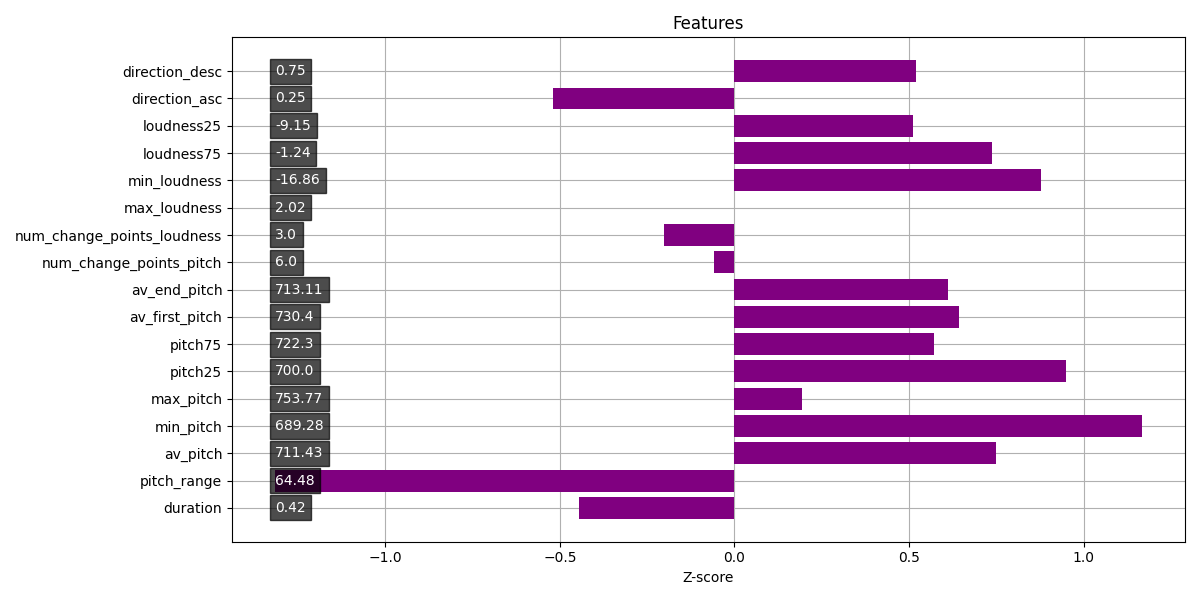 Features
direction_desc 0.75
direction_asc 0.25
loudness25 -9.15
loudness75 -1.24
min_loudness -16.86
max_loudness 2.02
num_change_points_loudness 3.0
num_change_points_pitch 6.0
av_end_pitch 713.11
av_first_pitch 730.4
pitch75 722.3
pitch25 700.0
max_pitch 753.77
min_pitch 689.28
av_pitch 711.43
pitch_range 64.48
duration 0.42
−1.0 −0.5 0.0 0.5 1.0
Z-score